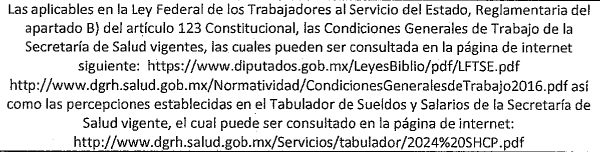 Las aplicables en la Ley Federal de los Trabajadores al Servicio del Estado, Reglamentaria del
apartado B) del artículo 123 Constitucional, las Condiciones Generales de Trabajo de la
Secretaría de Salud vigentes, las cuales pueden ser consultada en la página de internet
siguiente: https://www.diputados.gob.mx/LeyesBiblio/pdf/LFTSE.pdf
http://www.dgrh.salud.gob.mx/Normatividad/CondicionesGeneralesdeTrabajo2016.pdf así
como las percepciones establecidas en el Tabulador de Sueldos y Salarios de la Secretaría de
Salud vigente, el cual puede ser consultado en la página de internet:
http://www.dgrh.salud.gob.mx/Servicios/tabulador/2024%20SHCP.pdf